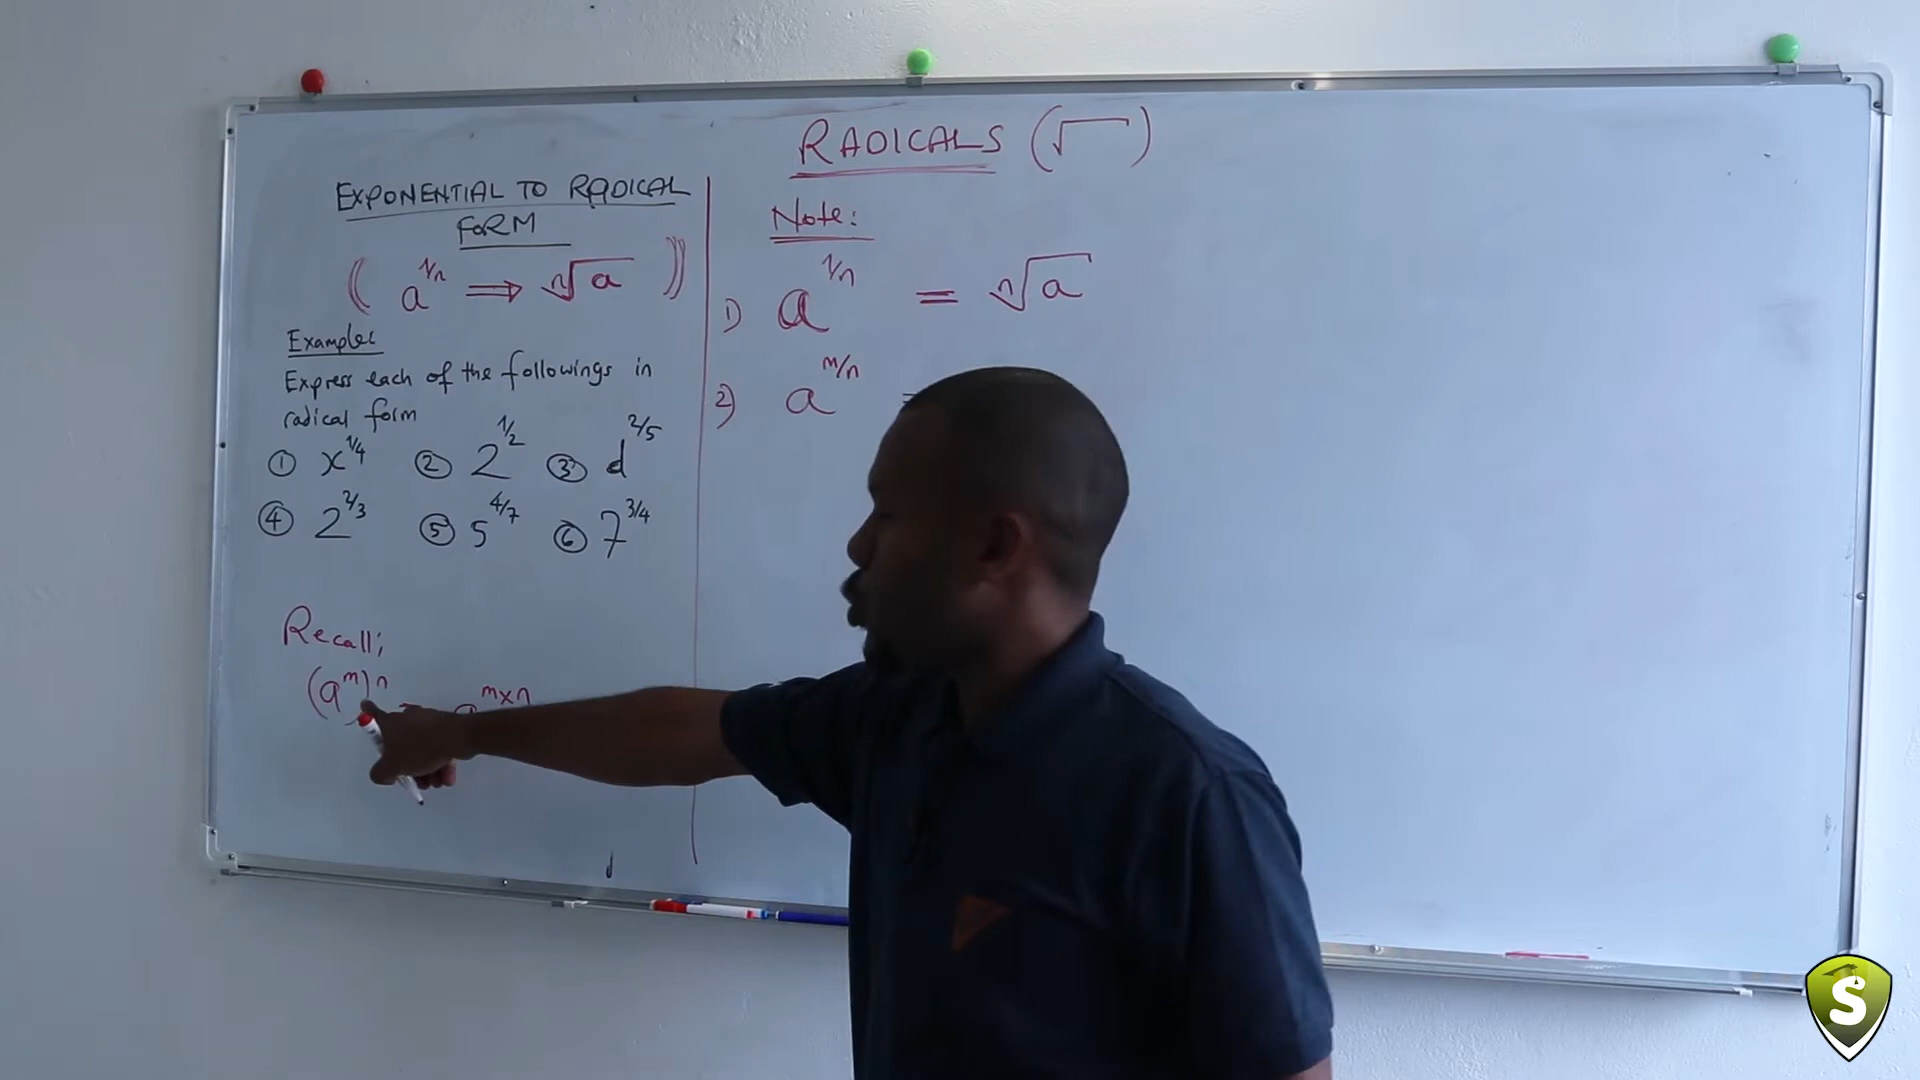 RADICALS (√ )
EXPONENTIAL TO RADICAL
FORM
(( a^1/n ⟹ ⁿ√a ))
Examples
Express each of the followings in
radical form
① x^1/4 ② 2^1/2 ③ d^2/5
④ 2^2/3 ⑤ 5^4/7 ⑥ 7^3/4
Recall;
(a^m)^n = a^m×n
Note:
1) a^1/n = ⁿ√a
2) a^m/n =
S